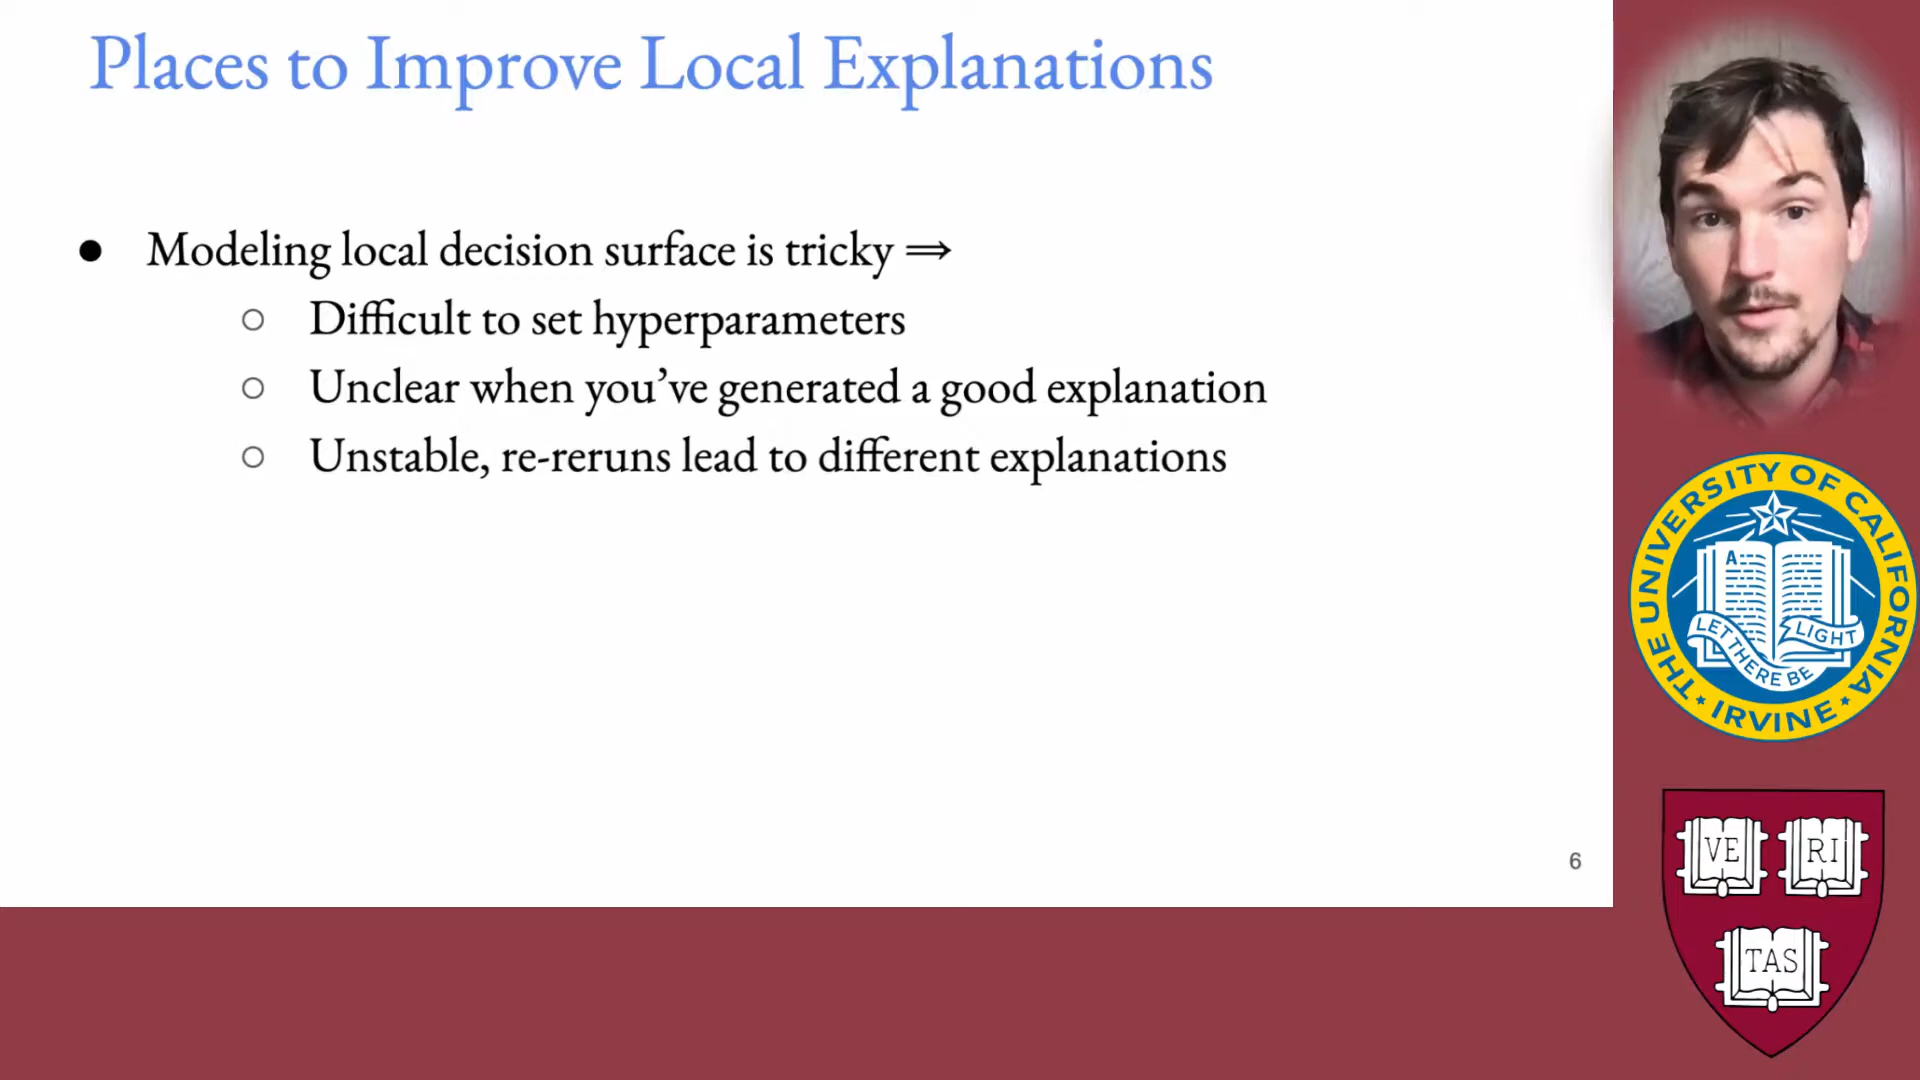 Places to Improve Local Explanations
● Modeling local decision surface is tricky ⟹
○ Difficult to set hyperparameters
○ Unclear when you’ve generated a good explanation
○ Unstable, re-reruns lead to different explanations
6
THE UNIVERSITY OF CALIFORNIA
A
LET THERE BE LIGHT
IRVINE
VE RI
TAS